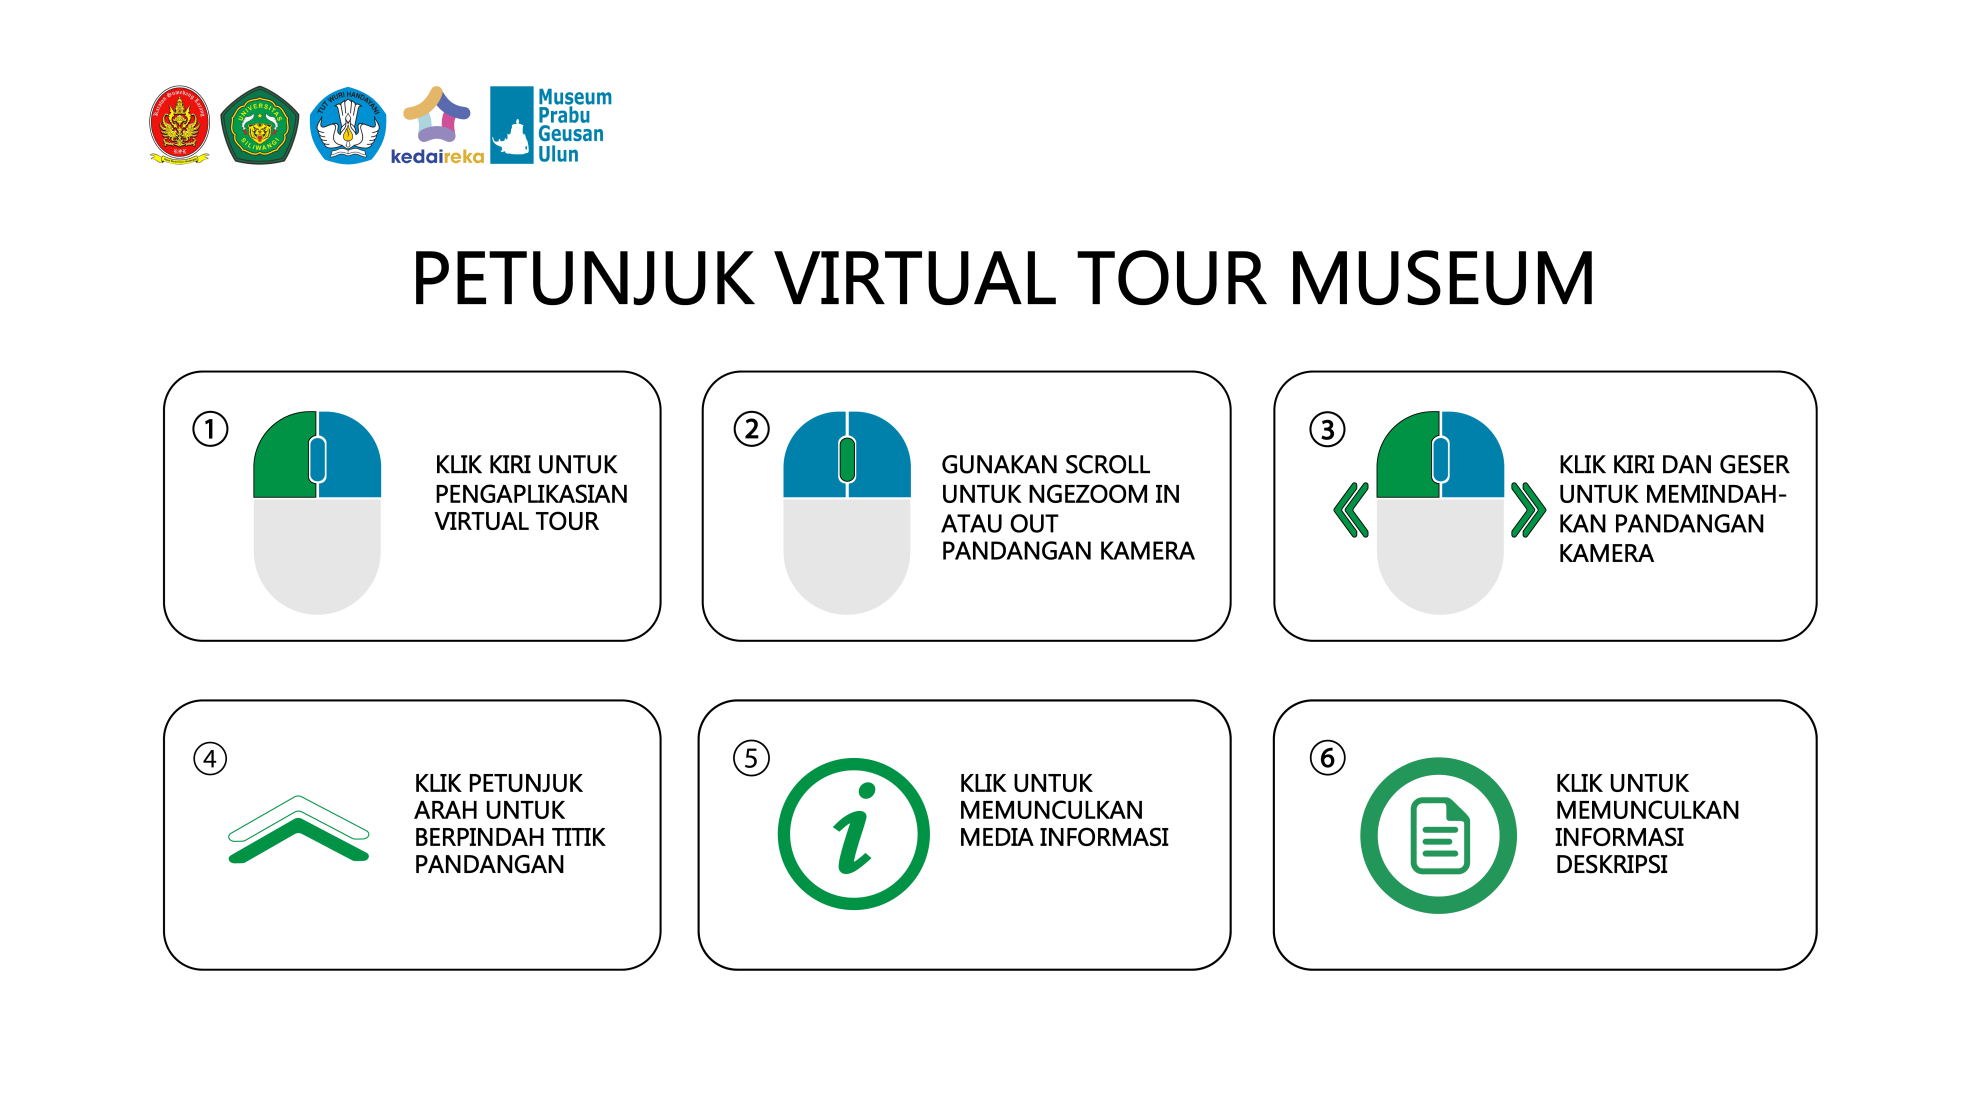 UNIVERSITAS
SILIWANGI
TUT WURI HANDAYANI
kedaireka
Museum
Prabu
Geusan
Ulun
PETUNJUK VIRTUAL TOUR MUSEUM
1
KLIK KIRI UNTUK
PENGAPLIKASIAN
VIRTUAL TOUR
2
GUNAKAN SCROLL
UNTUK NGEZOOM IN
ATAU OUT
PANDANGAN KAMERA
3
KLIK KIRI DAN GESER
UNTUK MEMINDAH-
KAN PANDANGAN
KAMERA
4
KLIK PETUNJUK
ARAH UNTUK
BERPINDAH TITIK
PANDANGAN
5
KLIK UNTUK
MEMUNCULKAN
MEDIA INFORMASI
6
KLIK UNTUK
MEMUNCULKAN
INFORMASI
DESKRIPSI